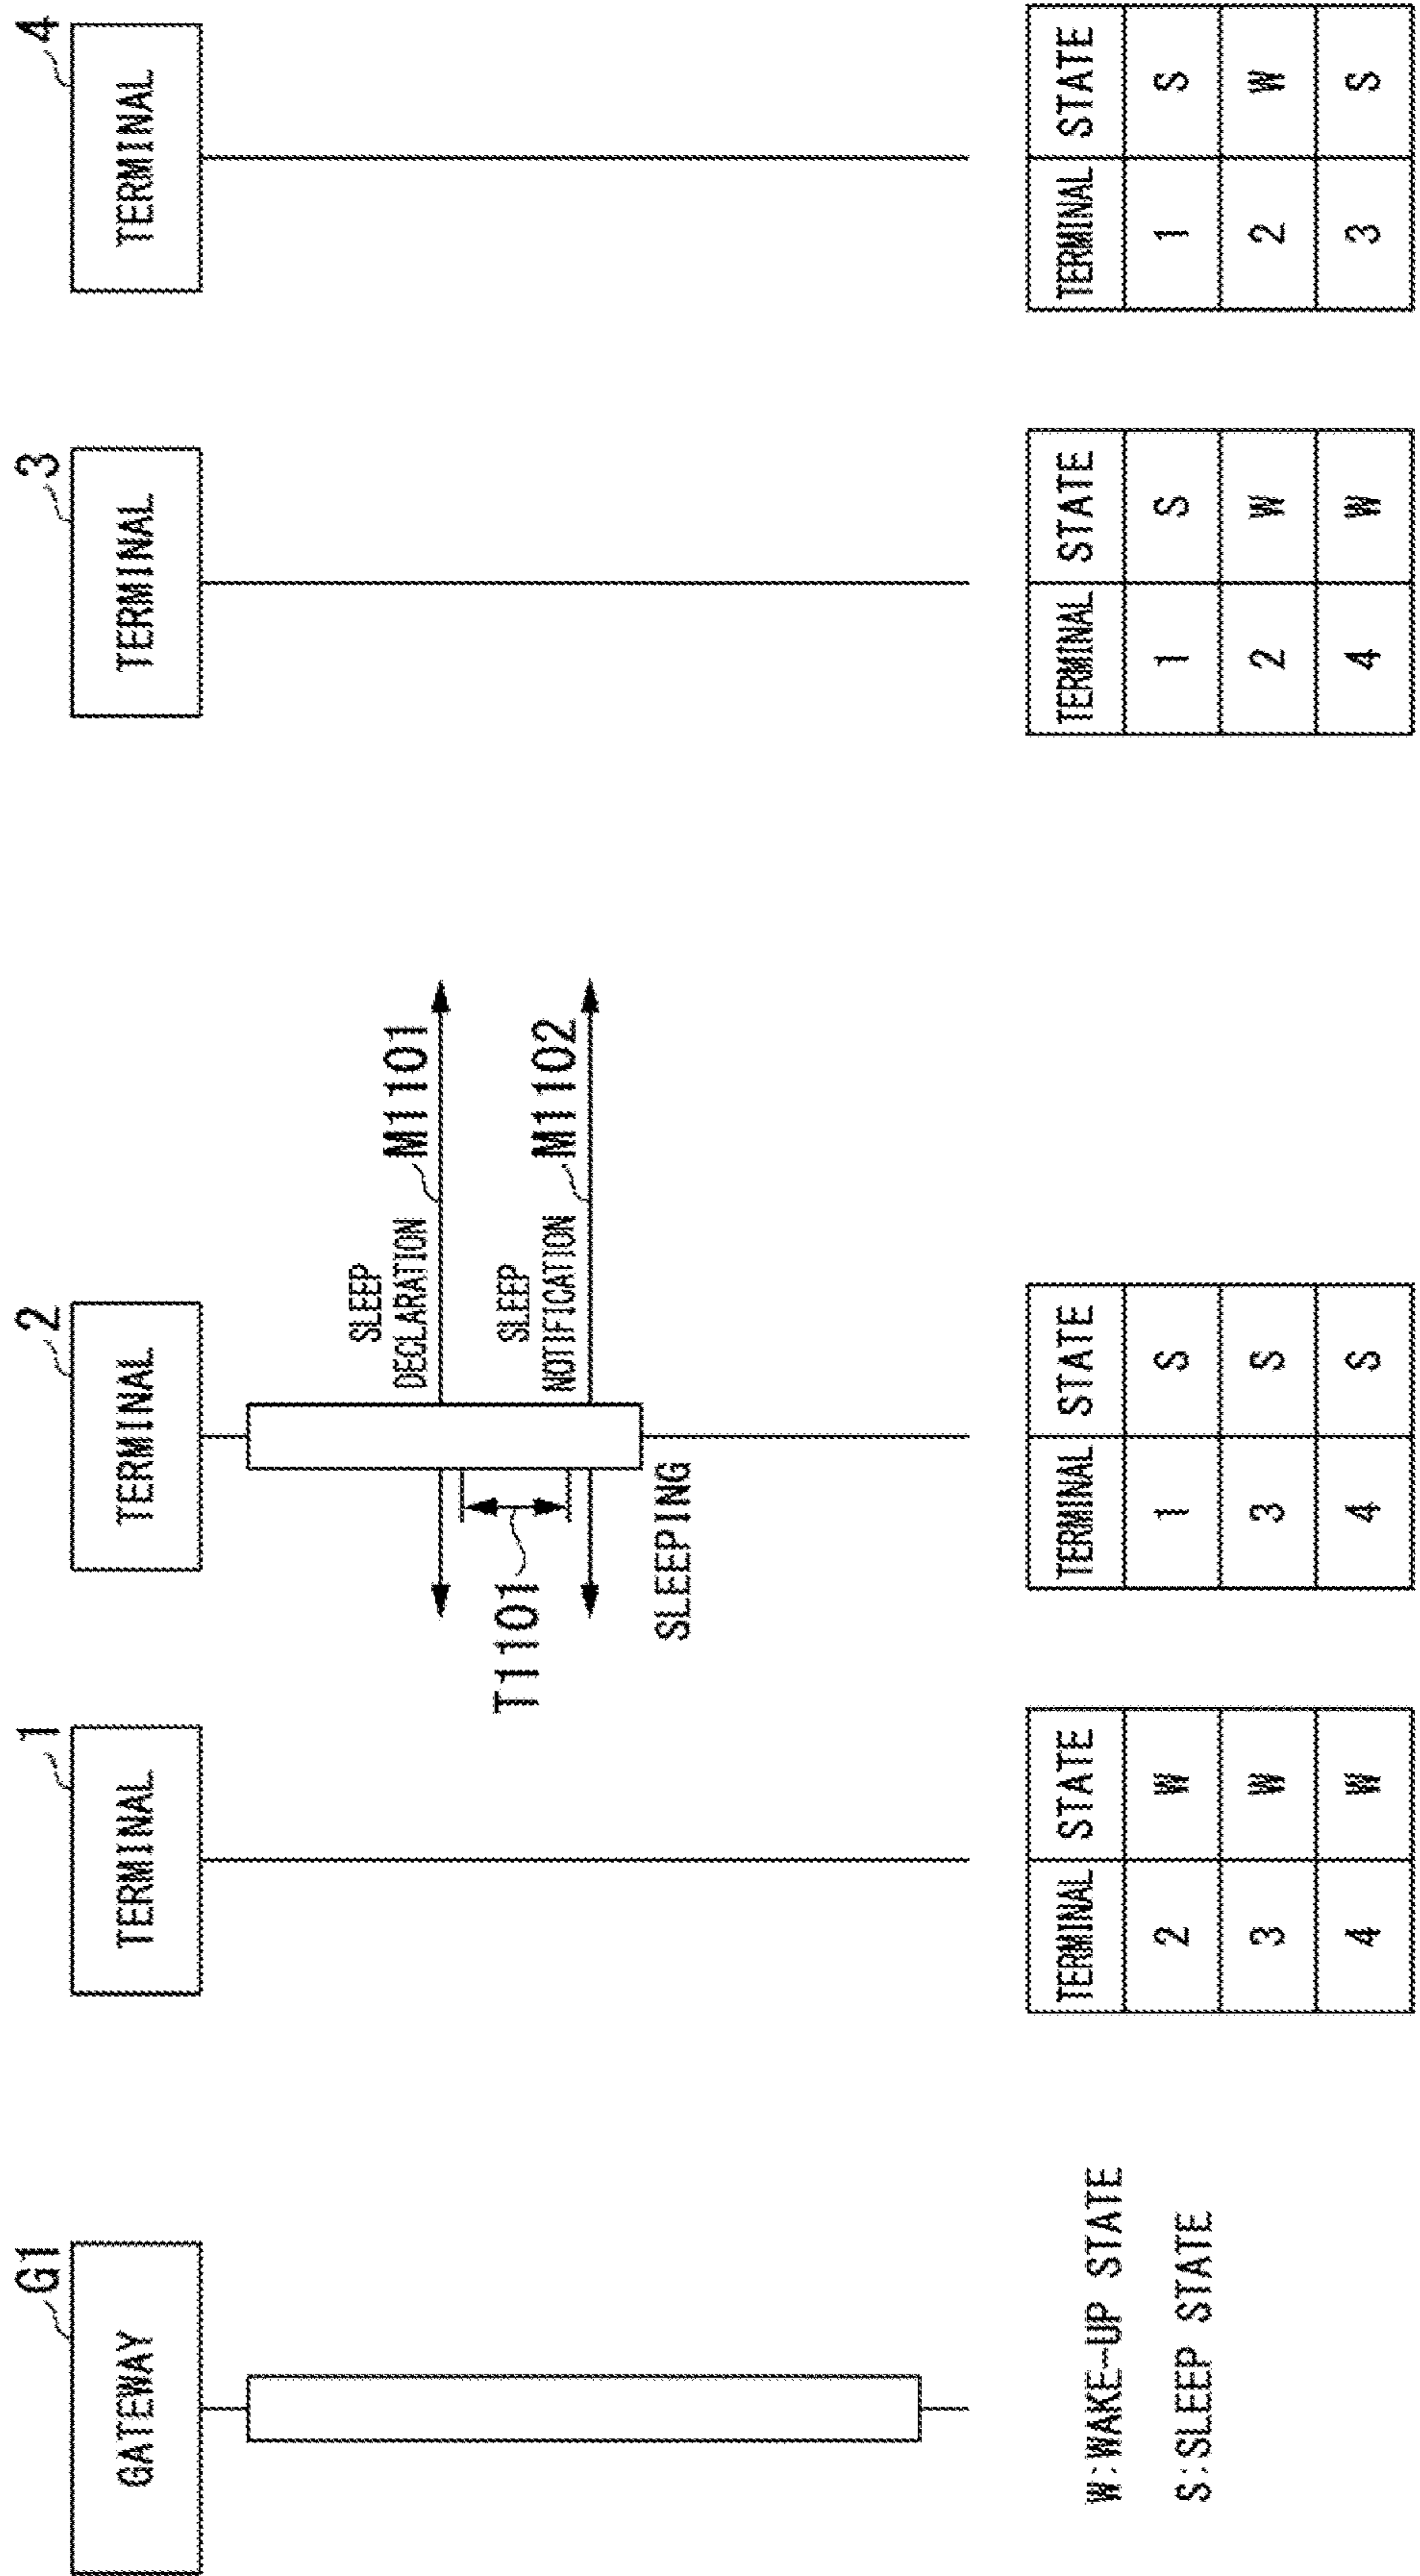 G1
GATEWAY
1
TERMINAL
2
TERMINAL
3
TERMINAL
4
TERMINAL
SLEEP
DECLARATION
M1101
SLEEP
NOTIFICATION
M1102
T1101
SLEEPING
W:WAKE-UP STATE
S:SLEEP STATE
TERMINAL STATE
2 W
3 W
4 W
TERMINAL STATE
1 S
3 S
4 S
TERMINAL STATE
1 S
2 W
4 W
TERMINAL STATE
1 S
2 W
3 S